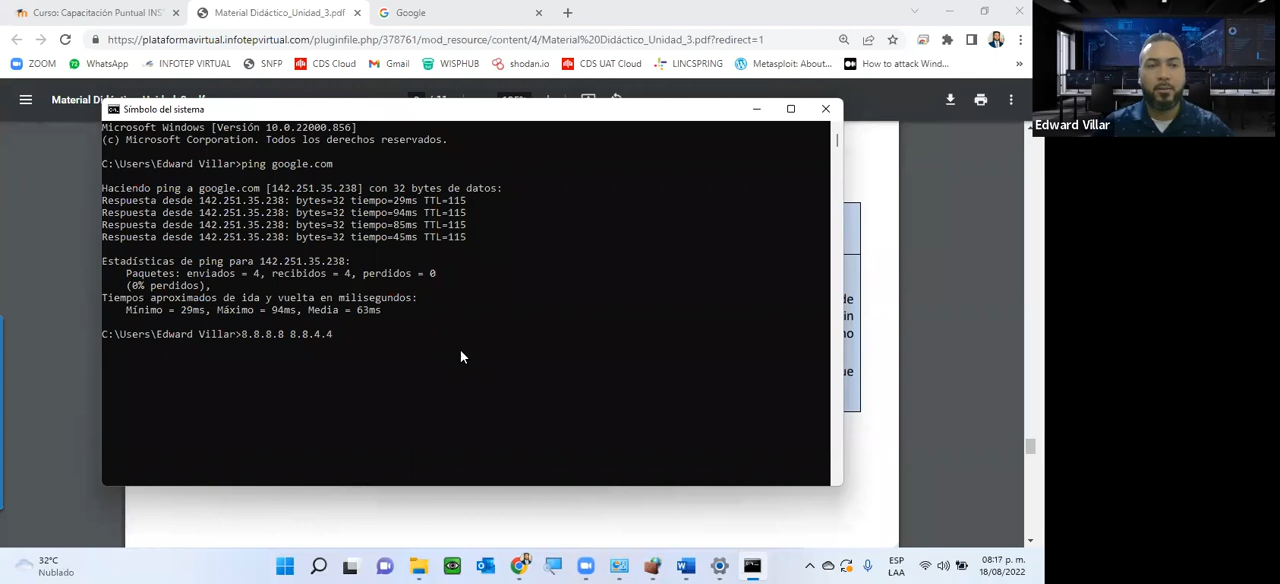 Curso: Capacitación Puntual INS
Material Didáctico_Unidad_3.pdf
Google
https://plataformavirtual.infotepvirtual.com/pluginfile.php/378761/mod_resource/content/4/Material%20Didáctico_Unidad_3.pdf?redirect=1
ZOOM WhatsApp INFOTEP VIRTUAL SNFP CDS Cloud Gmail WISPHUB shodan.io CDS UAT Cloud LINCSPRING Metasploit: About... How to attack Wind...
Edward Villar
Símbolo del sistema
Microsoft Windows [Versión 10.0.22000.856]
(c) Microsoft Corporation. Todos los derechos reservados.
C:\Users\Edward Villar>ping google.com
Haciendo ping a google.com [142.251.35.238] con 32 bytes de datos:
Respuesta desde 142.251.35.238: bytes=32 tiempo=29ms TTL=115
Respuesta desde 142.251.35.238: bytes=32 tiempo=94ms TTL=115
Respuesta desde 142.251.35.238: bytes=32 tiempo=85ms TTL=115
Respuesta desde 142.251.35.238: bytes=32 tiempo=45ms TTL=115
Estadísticas de ping para 142.251.35.238:
Paquetes: enviados = 4, recibidos = 4, perdidos = 0
(0% perdidos),
Tiempos aproximados de ida y vuelta en milisegundos:
Mínimo = 29ms, Máximo = 94ms, Media = 63ms
C:\Users\Edward Villar>8.8.8.8 8.8.4.4
de
in
no
ue
32°C
Nublado
ESP
LAA
08:17 p. m.
18/08/2022